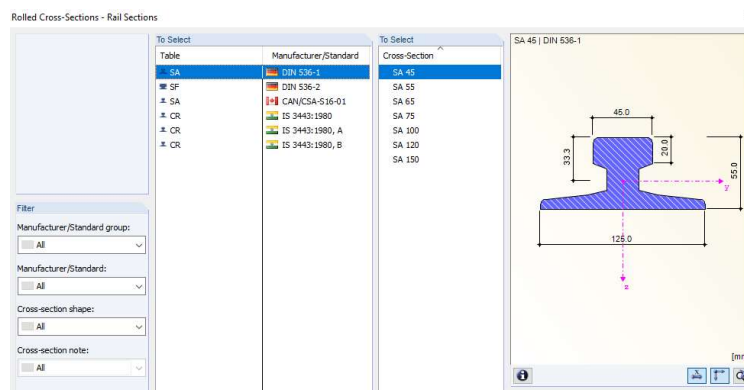 Rolled Cross-Sections - Rail Sections
To Select
Table Manufacturer/Standard
SA DIN 536-1
SF DIN 536-2
SA CAN/CSA-S16-01
CR IS 3443:1980
CR IS 3443:1980, A
CR IS 3443:1980, B
To Select
Cross-Section
SA 45
SA 55
SA 65
SA 75
SA 100
SA 120
SA 150
Filter
Manufacturer/Standard group:
All
Manufacturer/Standard:
All
Cross-section shape:
All
Cross-section note:
All
SA 45 | DIN 536-1
45.0
33.3
20.0
55.0
y
125.0
z
[mm